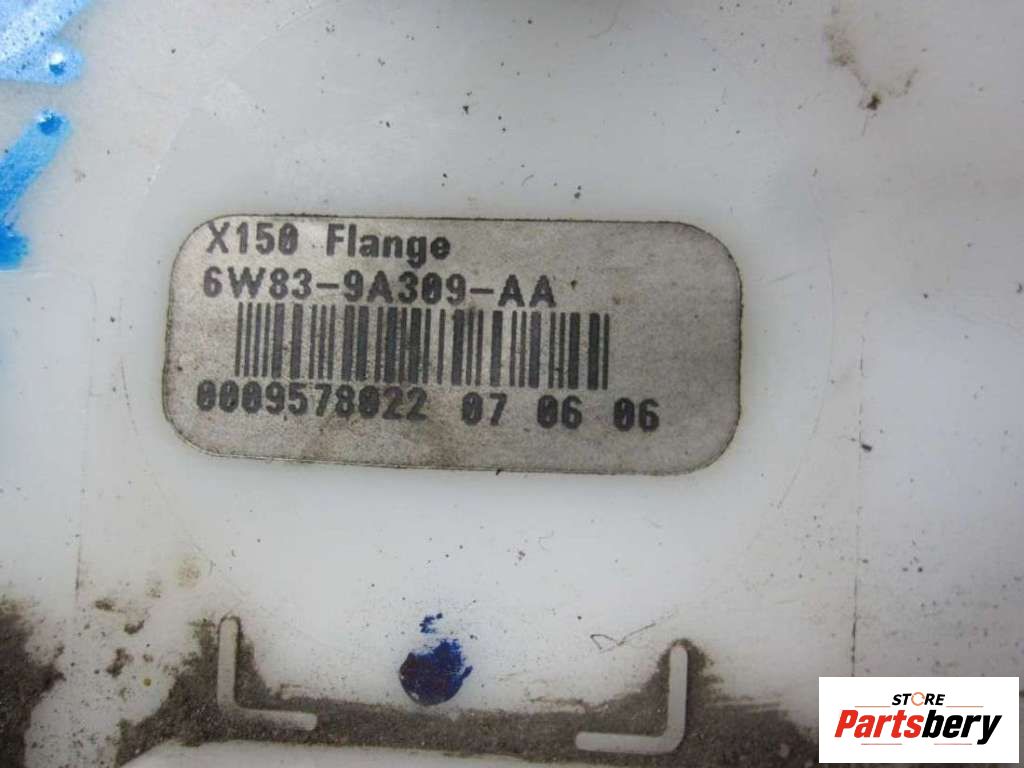 X150 Flange
6W83-9A309-AA
0009578022 07 06 06
STORE
Partsbery